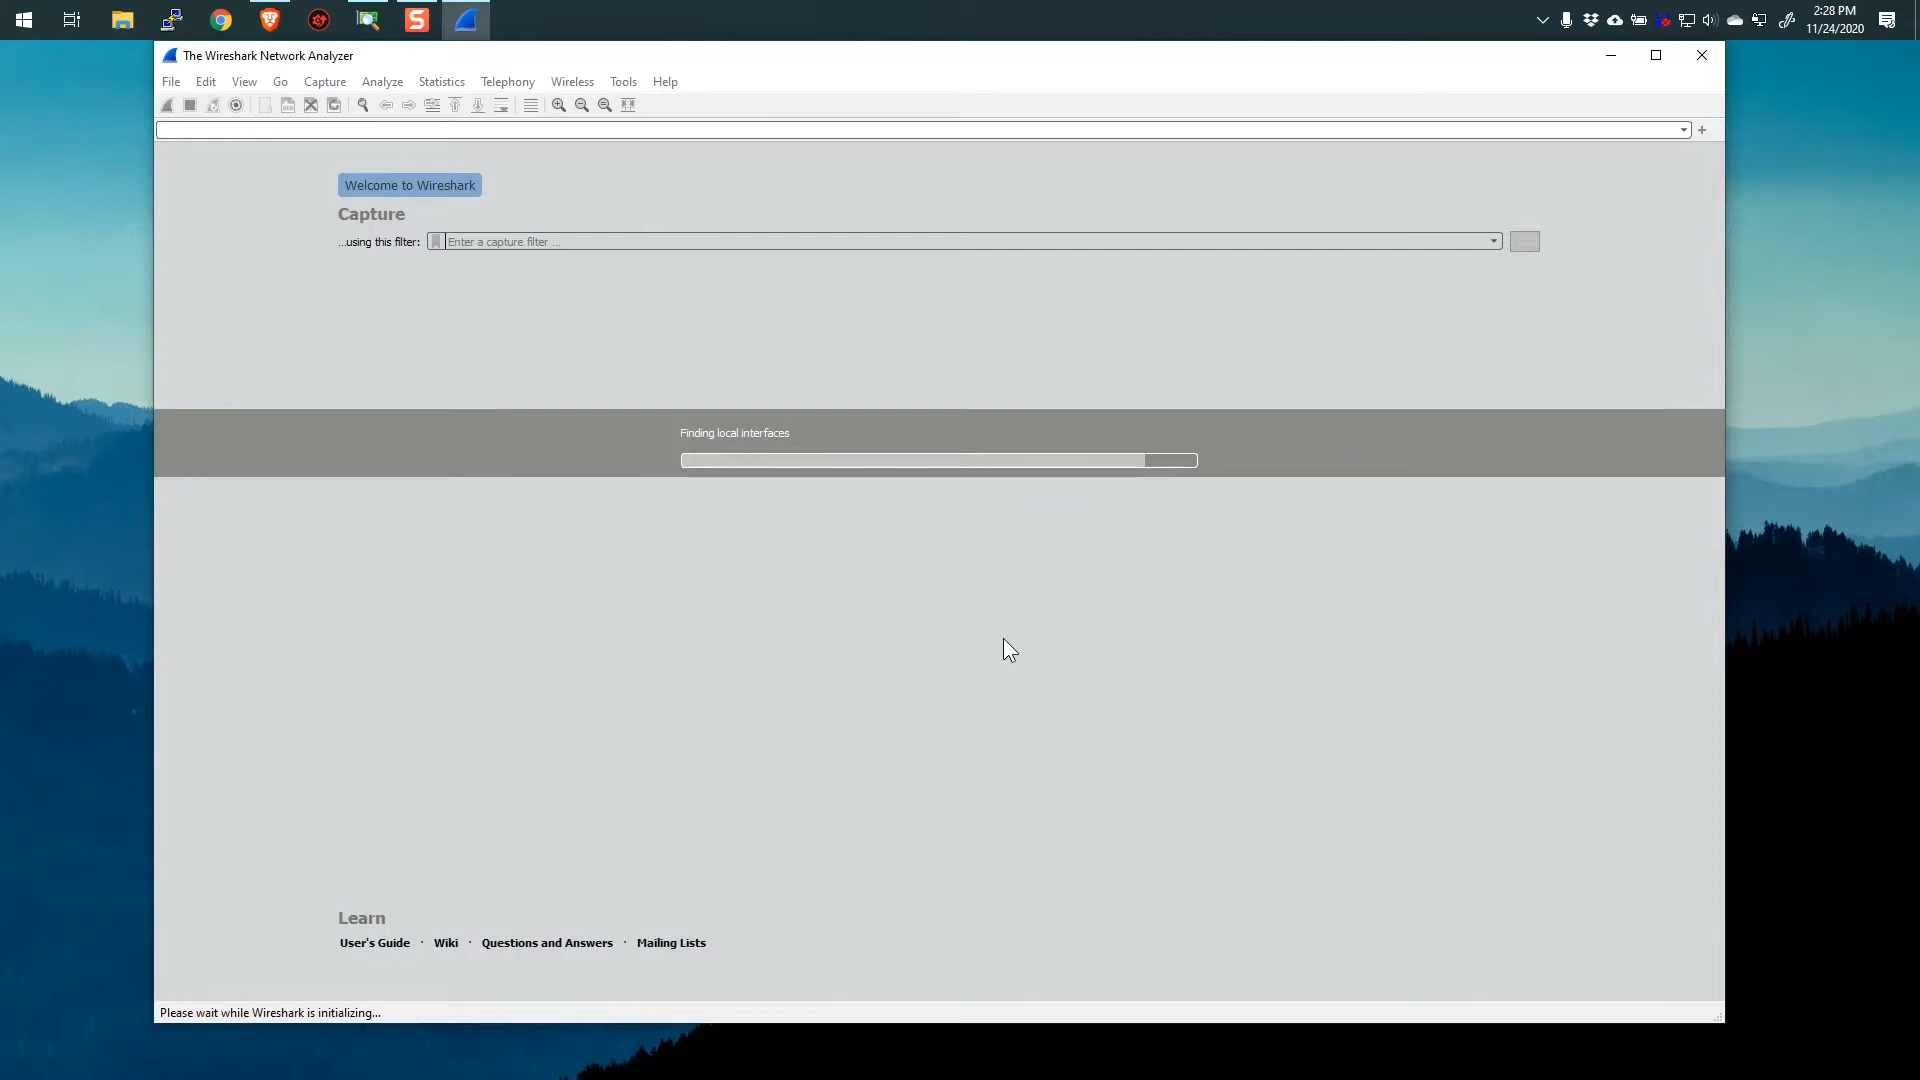 2:28 PM
11/24/2020
The Wireshark Network Analyzer
File Edit View Go Capture Analyze Statistics Telephony Wireless Tools Help
Welcome to Wireshark
Capture
...using this filter: Enter a capture filter ...
Finding local interfaces
Learn
User's Guide · Wiki · Questions and Answers · Mailing Lists
Please wait while Wireshark is initializing...